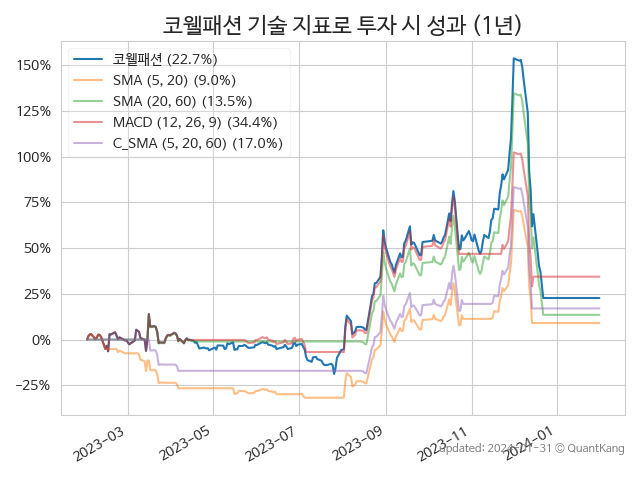 코웰패션 기술 지표로 투자 시 성과 (1년)
코웰패션 (22.7%)
SMA (5, 20) (9.0%)
SMA (20, 60) (13.5%)
MACD (12, 26, 9) (34.4%)
C_SMA (5, 20, 60) (17.0%)
150%
125%
100%
75%
50%
25%
0%
−25%
2023−03
2023−05
2023−07
2023−09
2023−11
2024−01
updated: 2024-01-31 © QuantKang